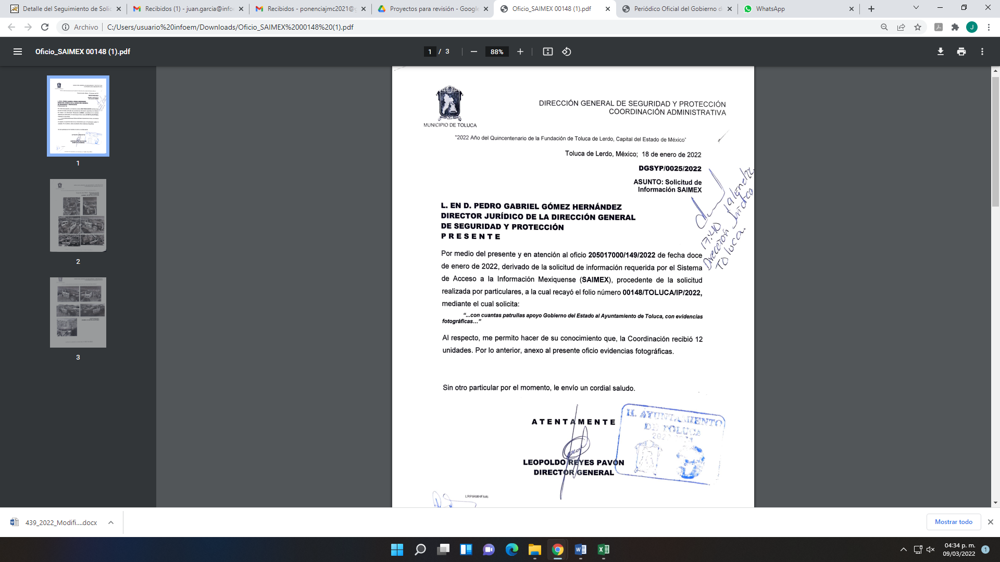 Detalle del Seguimiento de Solic
Recibidos (1) - juan.garcia@info
Recibidos - ponenciajmc2021@g
Proyectos para revisión - Google
Oficio_SAIMEX 00148 (1).pdf
Periódico Oficial del Gobierno d
WhatsApp
Archivo
C:/Users/usuario%20infoem/Downloads/Oficio_SAIMEX%2000148%20(1).pdf
J
Oficio_SAIMEX 00148 (1).pdf
1 / 3
88%
1
2
3
MUNICIPIO DE TOLUCA
DIRECCIÓN GENERAL DE SEGURIDAD Y PROTECCIÓN
COORDINACIÓN ADMINISTRATIVA
"2022 Año del Quincentenario de la Fundación de Toluca de Lerdo, Capital del Estado de México"
Toluca de Lerdo, México; 18 de enero de 2022
DGSYP/0025/2022
ASUNTO: Solicitud de
Información SAIMEX
17:40
Dirección Jurídica
Toluca.
L. EN D. PEDRO GABRIEL GÓMEZ HERNÁNDEZ
DIRECTOR JURÍDICO DE LA DIRECCIÓN GENERAL
DE SEGURIDAD Y PROTECCIÓN
P R E S E N T E
Por medio del presente y en atención al oficio 205017000/149/2022 de fecha doce
de enero de 2022, derivado de la solicitud de información requerida por el Sistema
de Acceso a la Información Mexiquense (SAIMEX), procedente de la solicitud
realizada por particulares, a la cual recayó el folio número 00148/TOLUCA/IP/2022,
mediante el cual solicita:
"...con cuantas patrullas apoyo Gobierno del Estado al Ayuntamiento de Toluca, con evidencias
fotográficas..."
Al respecto, me permito hacer de su conocimiento que, la Coordinación recibió 12
unidades. Por lo anterior, anexo al presente oficio evidencias fotográficas.
Sin otro particular por el momento, le envío un cordial saludo.
A T E N T A M E N T E
LEOPOLDO REYES PAVÓN
DIRECTOR GENERAL
H. AYUNTAMIENTO
DE TOLUCA
LRP/AMHF/vlc
439_2022_Modifi....docx
Mostrar todo
04:34 p. m.
09/03/2022
1